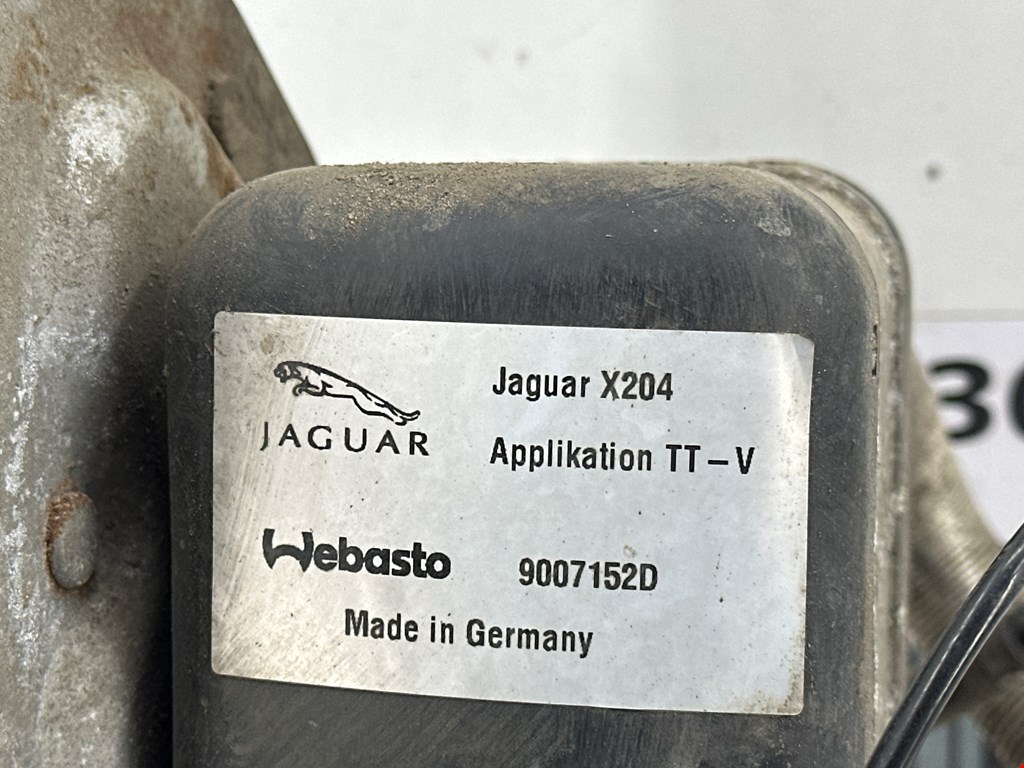 JAGUAR
Jaguar X204
Applikation TT – V
Webasto
9007152D
Made in Germany